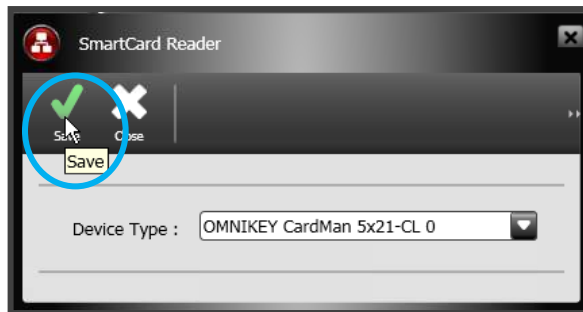 SmartCard Reader
Save Close
Save
Device Type : OMNIKEY CardMan 5x21-CL 0